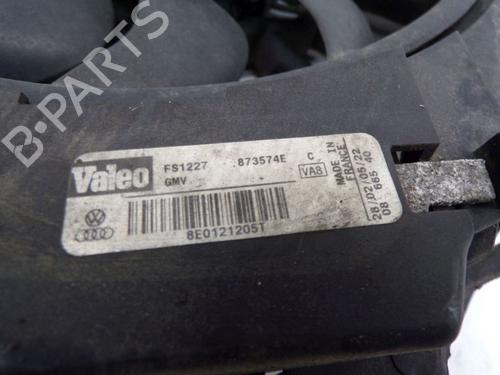 B-PARTS
Valeo
FS1227 873574E
GMV
C
VAB
MADE IN
FRANCE
28/02/05/22
08 665 40
8E0121205T